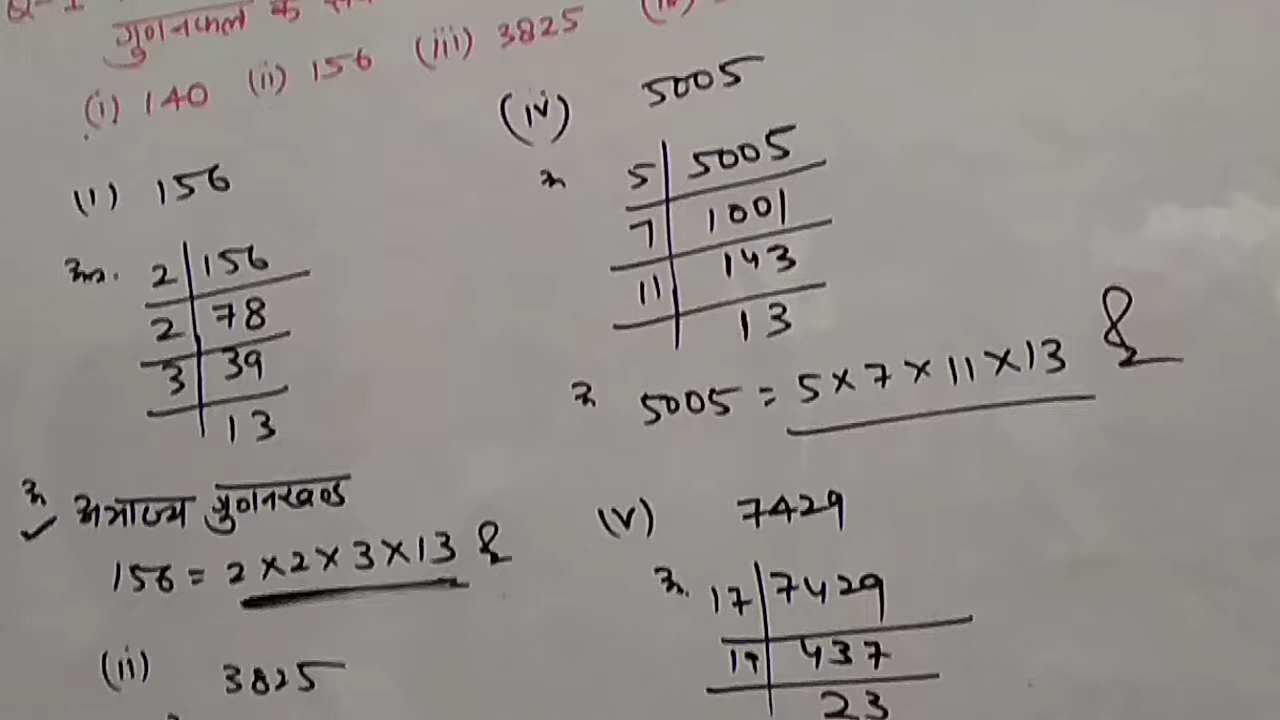 गुणनफल के
(i) 140 (ii) 156 (iii) 3825
(ii) 156
2 | 156
2 | 78
3 | 39
13
अभाज्य गुणनखण्ड
156 = 2 × 2 × 3 × 13
(ii) 3825
(iv) 5005
5 | 5005
7 | 1001
11 | 143
13
5005 = 5 × 7 × 11 × 13
(v) 7429
17 | 7429
19 | 437
23